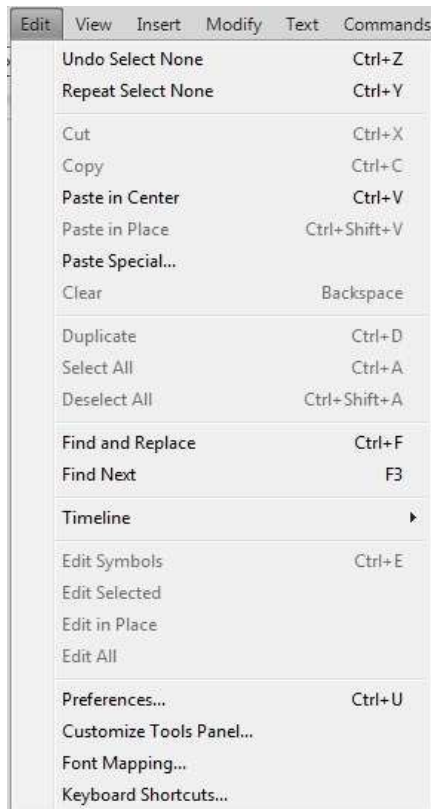 Edit View Insert Modify Text Commands
Undo Select None Ctrl+Z
Repeat Select None Ctrl+Y
Cut Ctrl+X
Copy Ctrl+C
Paste in Center Ctrl+V
Paste in Place Ctrl+Shift+V
Paste Special...
Clear Backspace
Duplicate Ctrl+D
Select All Ctrl+A
Deselect All Ctrl+Shift+A
Find and Replace Ctrl+F
Find Next F3
Timeline
Edit Symbols Ctrl+E
Edit Selected
Edit in Place
Edit All
Preferences... Ctrl+U
Customize Tools Panel...
Font Mapping...
Keyboard Shortcuts...